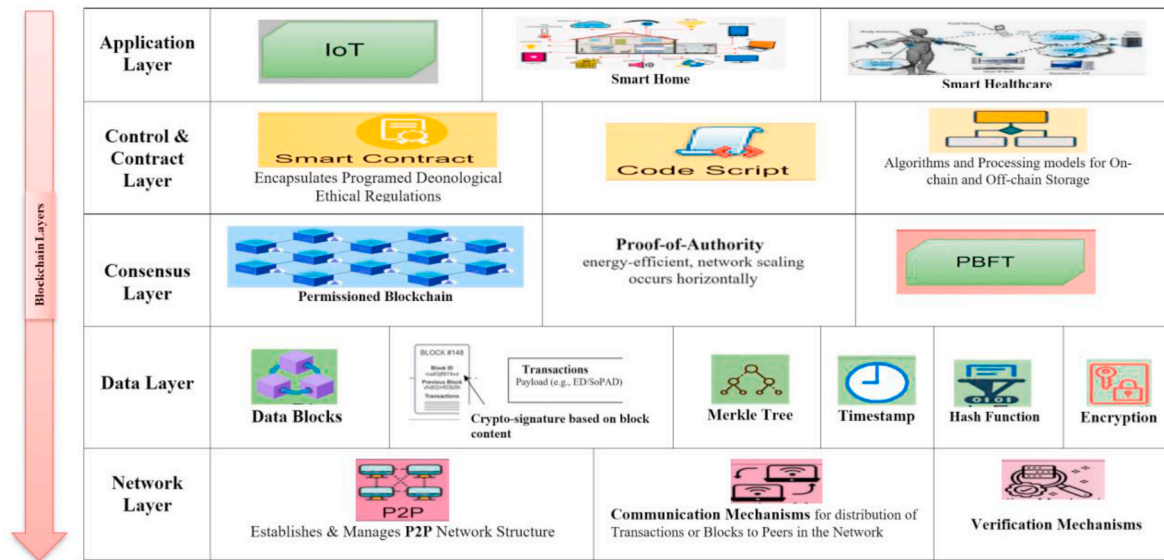 Blockchain Layers
Application
Layer
IoT
Smart Home
Smart Healthcare
Control &
Contract
Layer
Smart Contract
Encapsulates Programed Deonological
Ethical Regulations
Code Script
Algorithms and Processing models for On-
chain and Off-chain Storage
Consensus
Layer
Permissioned Blockchain
Proof-of-Authority
energy-efficient, network scaling
occurs horizontally
PBFT
Data Layer
Data Blocks
BLOCK #148
Block ID
Previous Block
Transactions
Transactions
Payload (e.g., ED/SoPAD)
Crypto-signature based on block
content
Merkle Tree
Timestamp
Hash Function
Encryption
Network
Layer
P2P
Establishes & Manages P2P Network Structure
Communication Mechanisms for distribution of
Transactions or Blocks to Peers in the Network
Verification Mechanisms